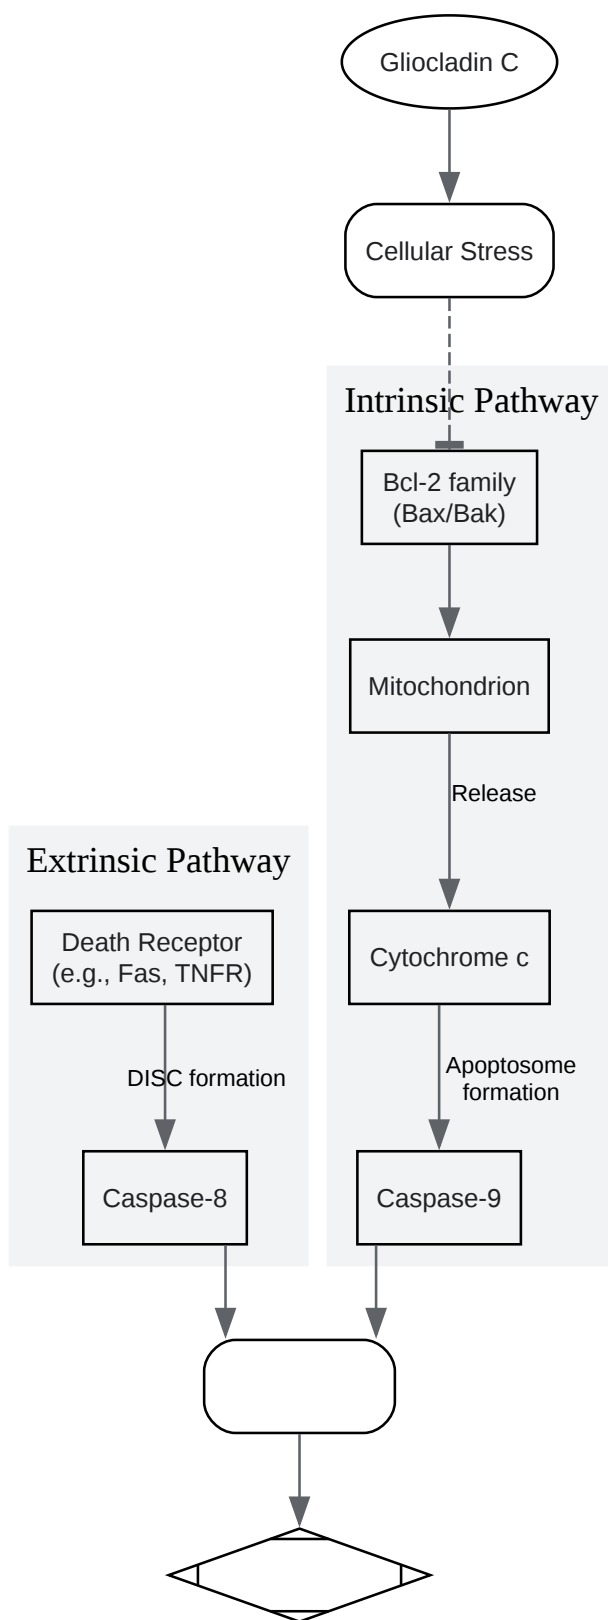 Gliocladin C
Cellular Stress
Intrinsic Pathway
Bcl-2 family
(Bax/Bak)
Mitochondrion
Release
Extrinsic Pathway
Death Receptor
(e.g., Fas, TNFR)
Cytochrome c
DISC formation
Apoptosome
formation
Caspase-8
Caspase-9